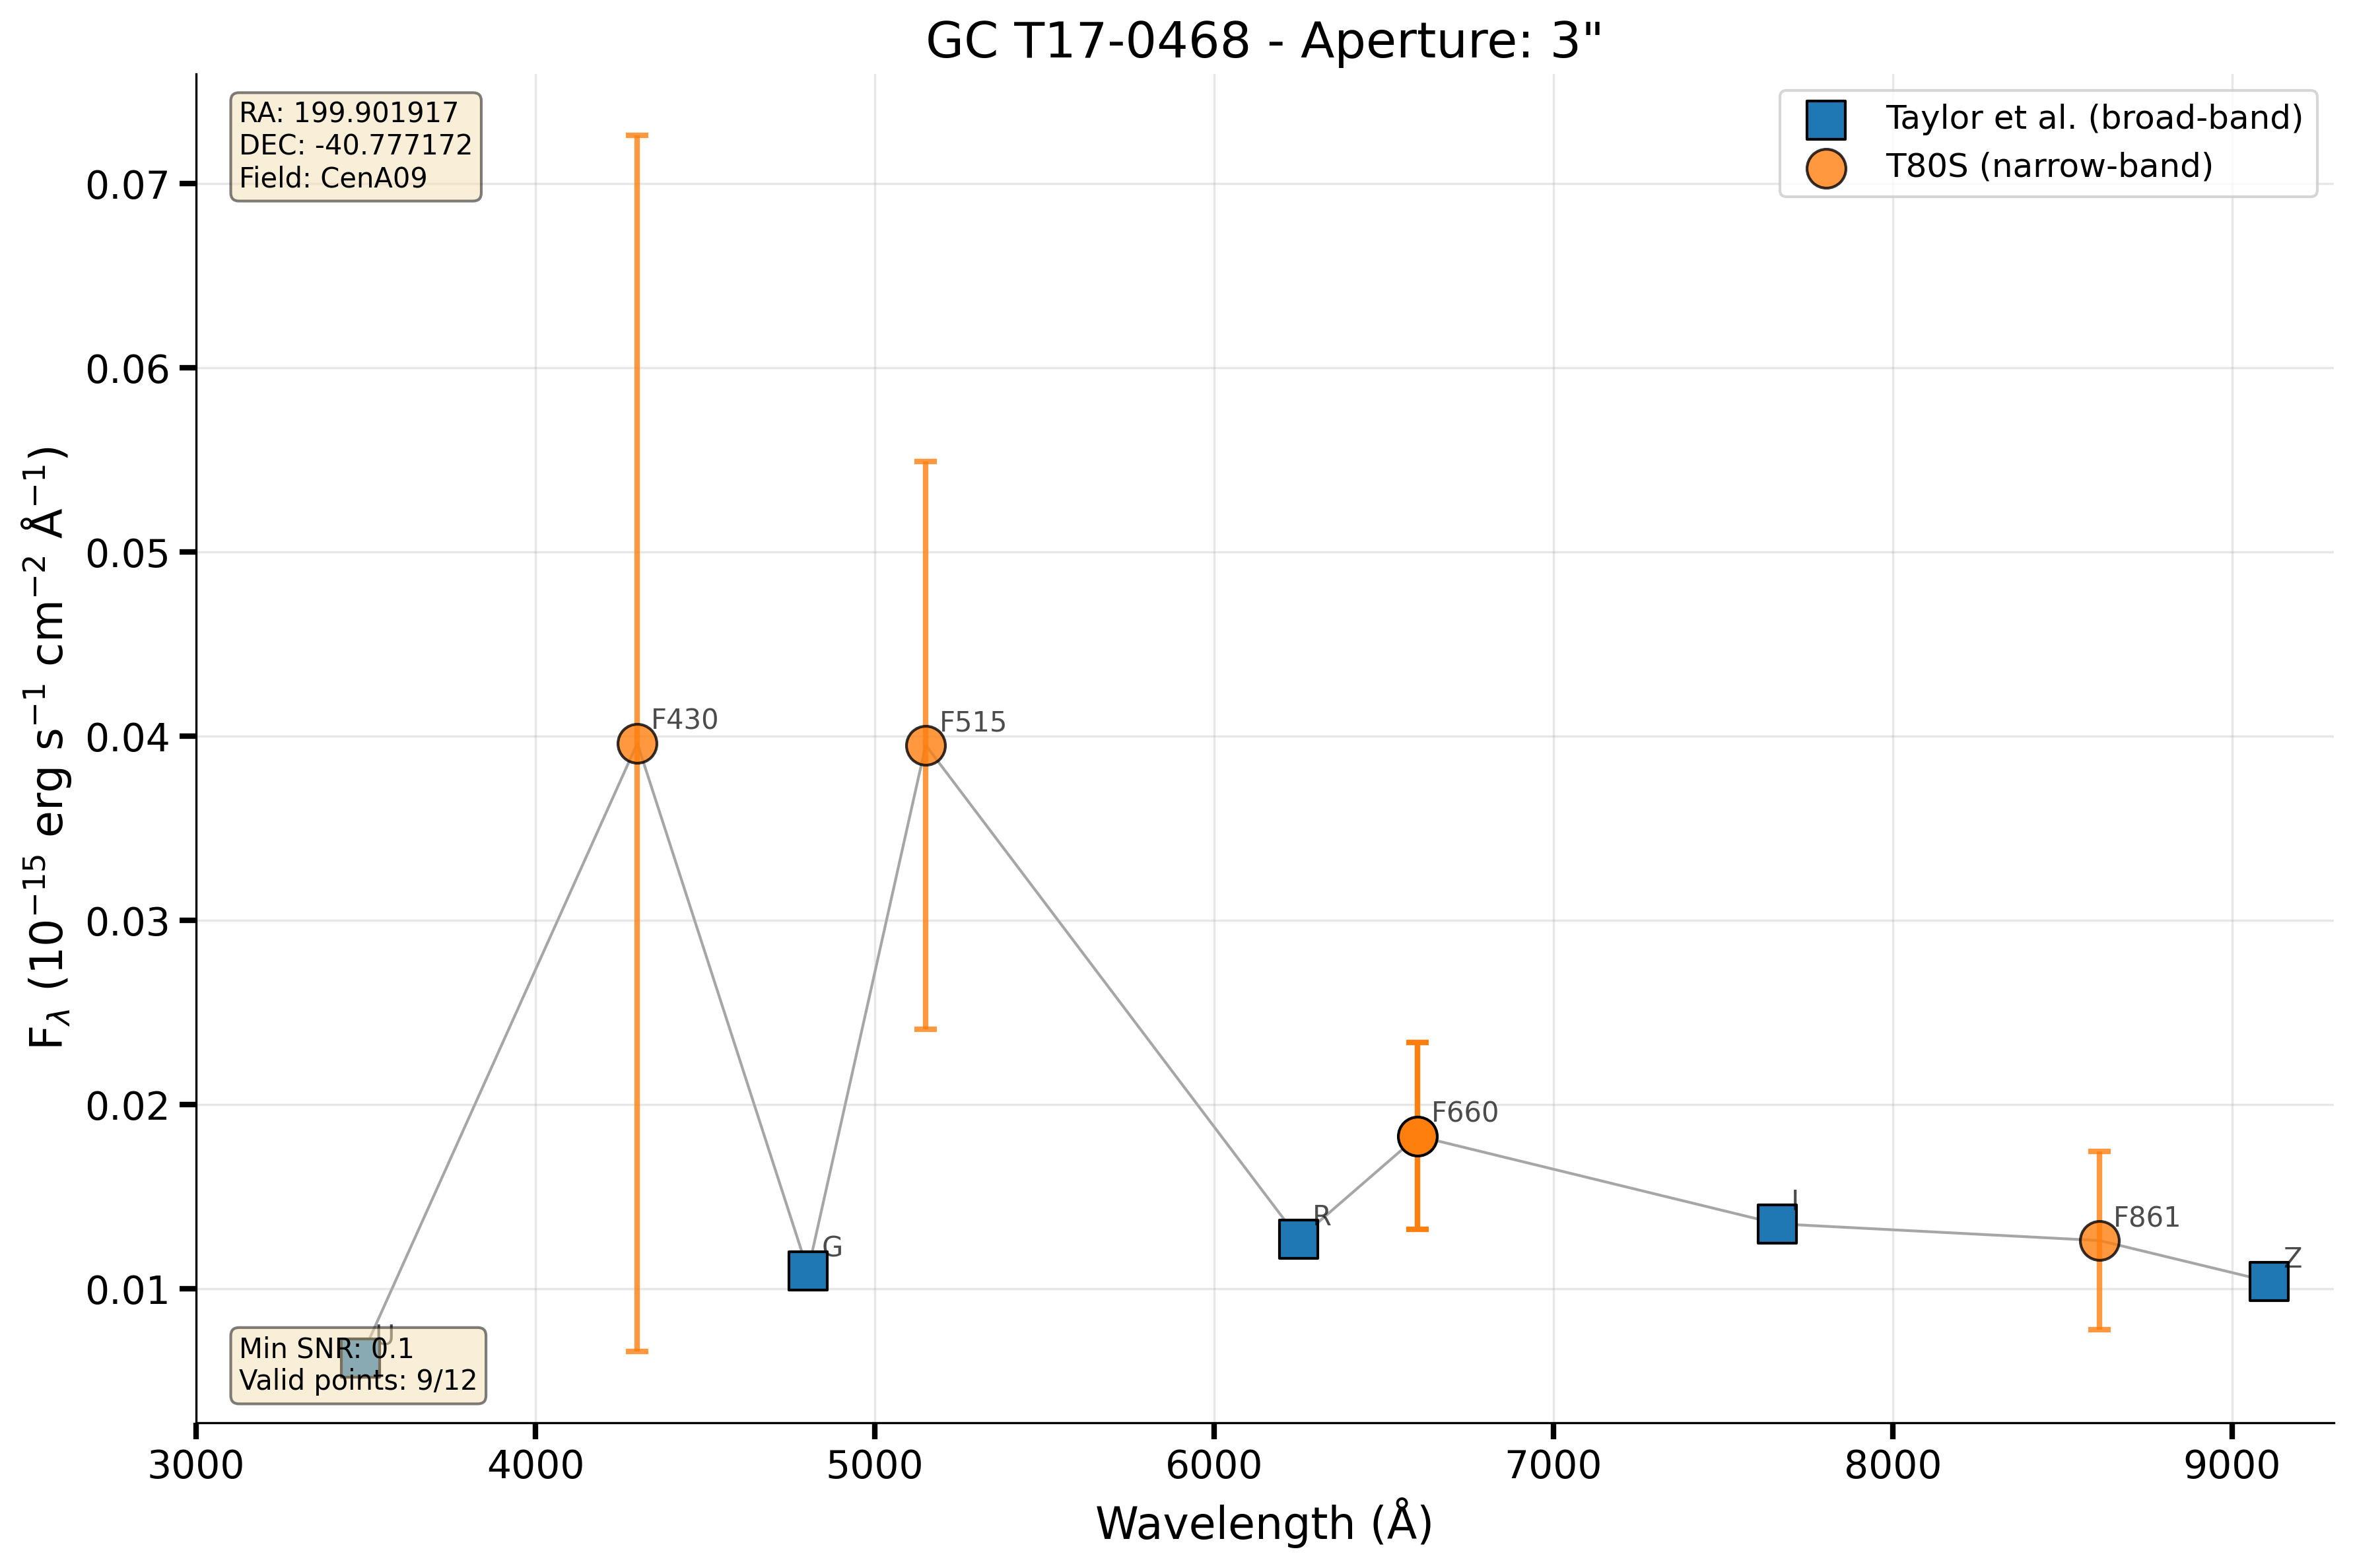 GC T17-0468 - Aperture: 3"
RA: 199.901917
DEC: -40.777172
Field: CenA09
Taylor et al. (broad-band)
T80S (narrow-band)
F$_λ$ (10$^{-15}$ erg s$^{-1}$ cm$^{-2}$ Å$^{-1}$)
0.07
0.06
0.05
0.04
0.03
0.02
0.01
F430
F515
F660
R
I
G
F861
Z
U
Min SNR: 0.1
Valid points: 9/12
3000
4000
5000
6000
7000
8000
9000
Wavelength (Å)